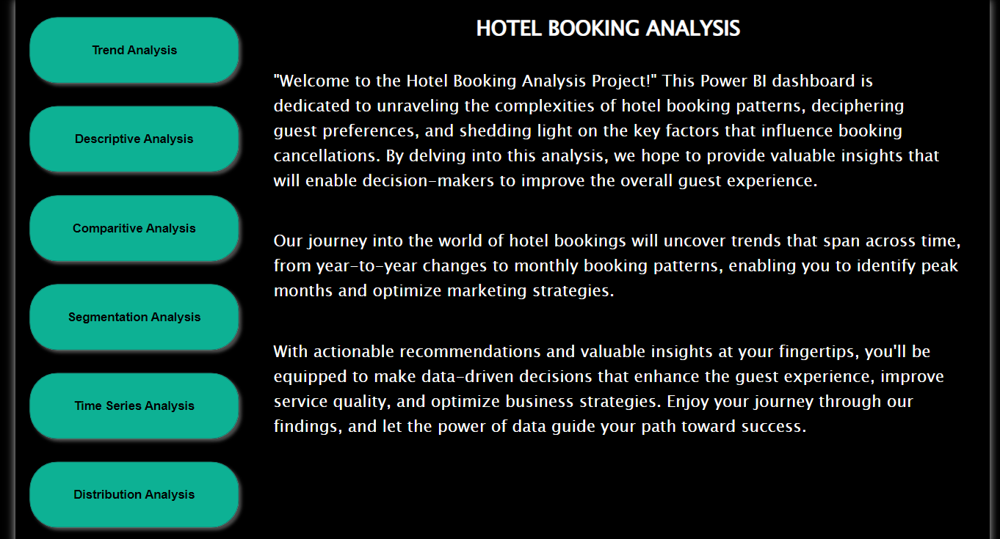 Trend Analysis
Descriptive Analysis
Comparitive Analysis
Segmentation Analysis
Time Series Analysis
Distribution Analysis
HOTEL BOOKING ANALYSIS
"Welcome to the Hotel Booking Analysis Project!" This Power BI dashboard is
dedicated to unraveling the complexities of hotel booking patterns, deciphering
guest preferences, and shedding light on the key factors that influence booking
cancellations. By delving into this analysis, we hope to provide valuable insights that
will enable decision-makers to improve the overall guest experience.
Our journey into the world of hotel bookings will uncover trends that span across time,
from year-to-year changes to monthly booking patterns, enabling you to identify peak
months and optimize marketing strategies.
With actionable recommendations and valuable insights at your fingertips, you'll be
equipped to make data-driven decisions that enhance the guest experience, improve
service quality, and optimize business strategies. Enjoy your journey through our
findings, and let the power of data guide your path toward success.